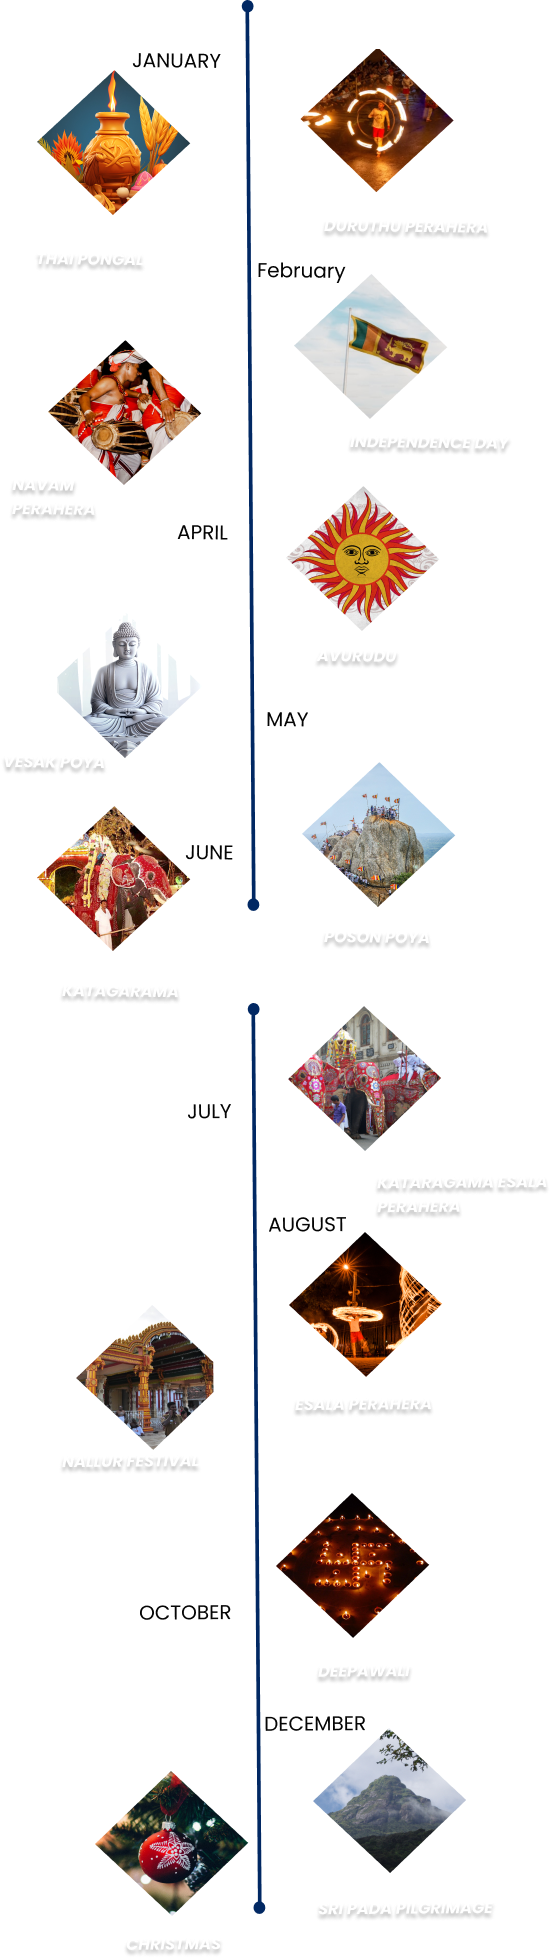 JANUARY
THAI PONGAL
DURUTHU PERAHERA
February
INDEPENDENCE DAY
NAVAM
PERAHERA
APRIL
AVURUDU
MAY
VESAK POYA
JUNE
POSON POYA
KATAGARAMA
JULY
KATARAGAMA ESALA
PERAHERA
AUGUST
ESALA PERAHERA
NALLUR FESTIVAL
OCTOBER
DEEPAWALI
DECEMBER
SRI PADA PILGRIMAGE
CHRISTMAS